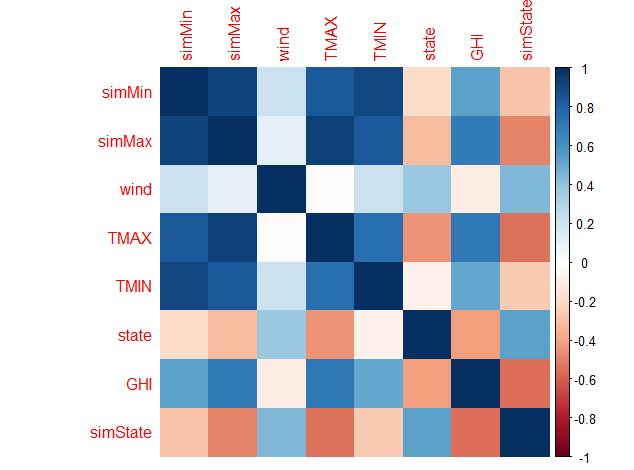 simMin
simMax
wind
TMAX
TMIN
state
GHI
simState
simMin
simMax
wind
TMAX
TMIN
state
GHI
simState
1
0.8
0.6
0.4
0.2
0
-0.2
-0.4
-0.6
-0.8
-1